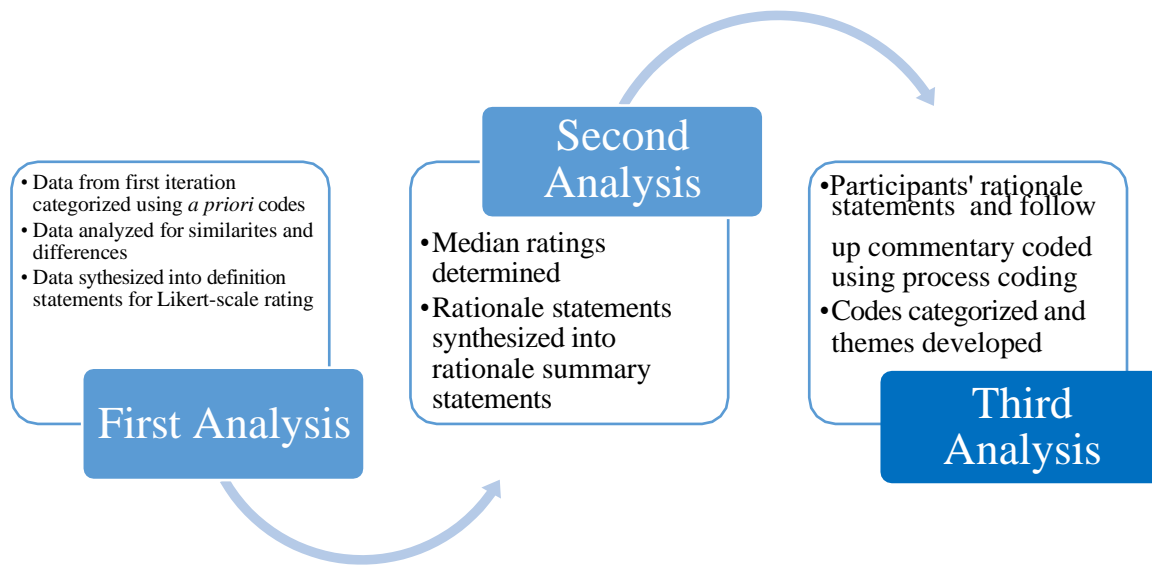 • Data from first iteration
categorized using a priori codes
• Data analyzed for similarites and
differences
• Data sythesized into definition
statements for Likert-scale rating
First Analysis
Second
Analysis
•Median ratings
determined
•Rationale statements
synthesized into
rationale summary
statements
•Participants' rationale
statements and follow
up commentary coded
using process coding
•Codes categorized and
themes developed
Third
Analysis